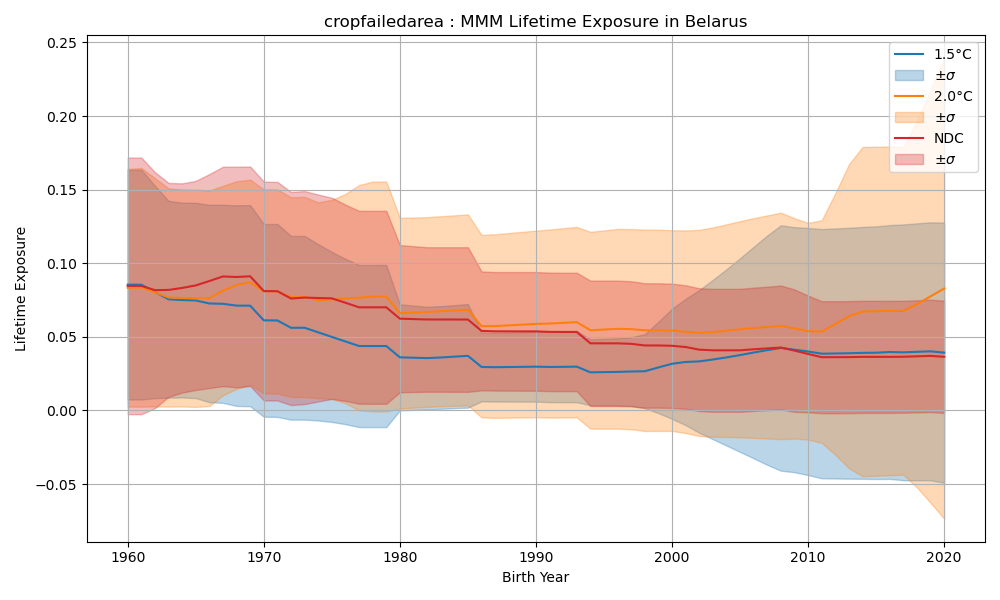 cropfailedarea : MMM Lifetime Exposure in Belarus
0.25
0.20
0.15
0.10
0.05
0.00
−0.05
Lifetime Exposure
1.5°C
±σ
2.0°C
±σ
NDC
±σ
1960 1970 1980 1990 2000 2010 2020
Birth Year